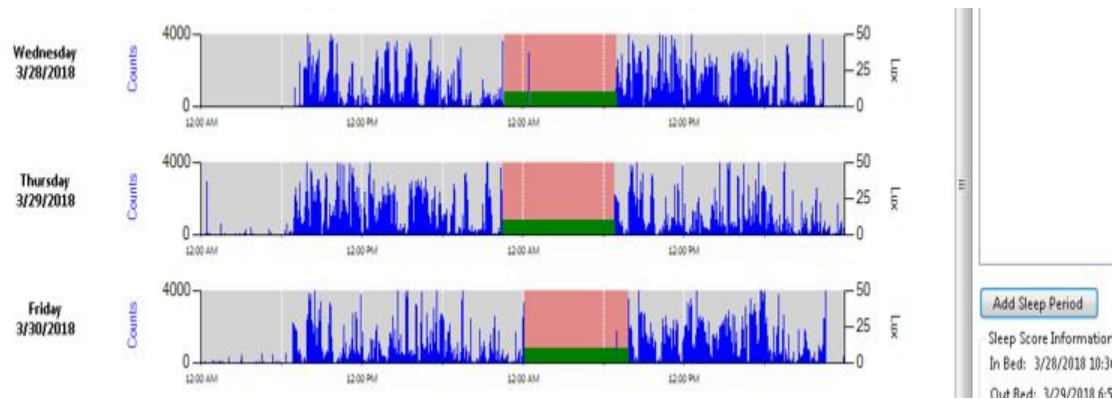 Wednesday
3/28/2018
Counts
4000
0
50
25
0
Lux
12:00 AM
12:00 PM
12:00 AM
12:00 PM
Thursday
3/29/2018
Counts
4000
0
50
25
0
Lux
12:00 AM
12:00 PM
12:00 AM
12:00 PM
Friday
3/30/2018
Counts
4000
0
50
25
0
Lux
12:00 AM
12:00 PM
12:00 AM
12:00 PM
Add Sleep Period
Sleep Score Information
In Bed: 3/28/2018 10:3
Out Bed: 3/29/2018 6:5